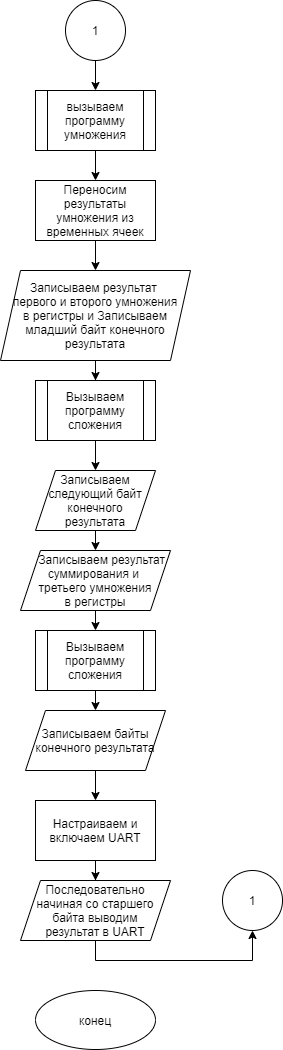 1
вызываем
программу
умножения
Переносим
результаты
умножения из
временных ячеек
Записываем результат
первого и второго умножения
в регистры и Записываем
младший байт конечного
результата
Вызываем
программу
сложения
Записываем
следующий байт
конечного
результата
Записываем результат
суммирования и
третьего умножения
в регистры
Вызываем
программу
сложения
Записываем байты
конечного результата
Настраиваем и
включаем UART
Последовательно
начиная со старшего
байта выводим
результат в UART
1
конец